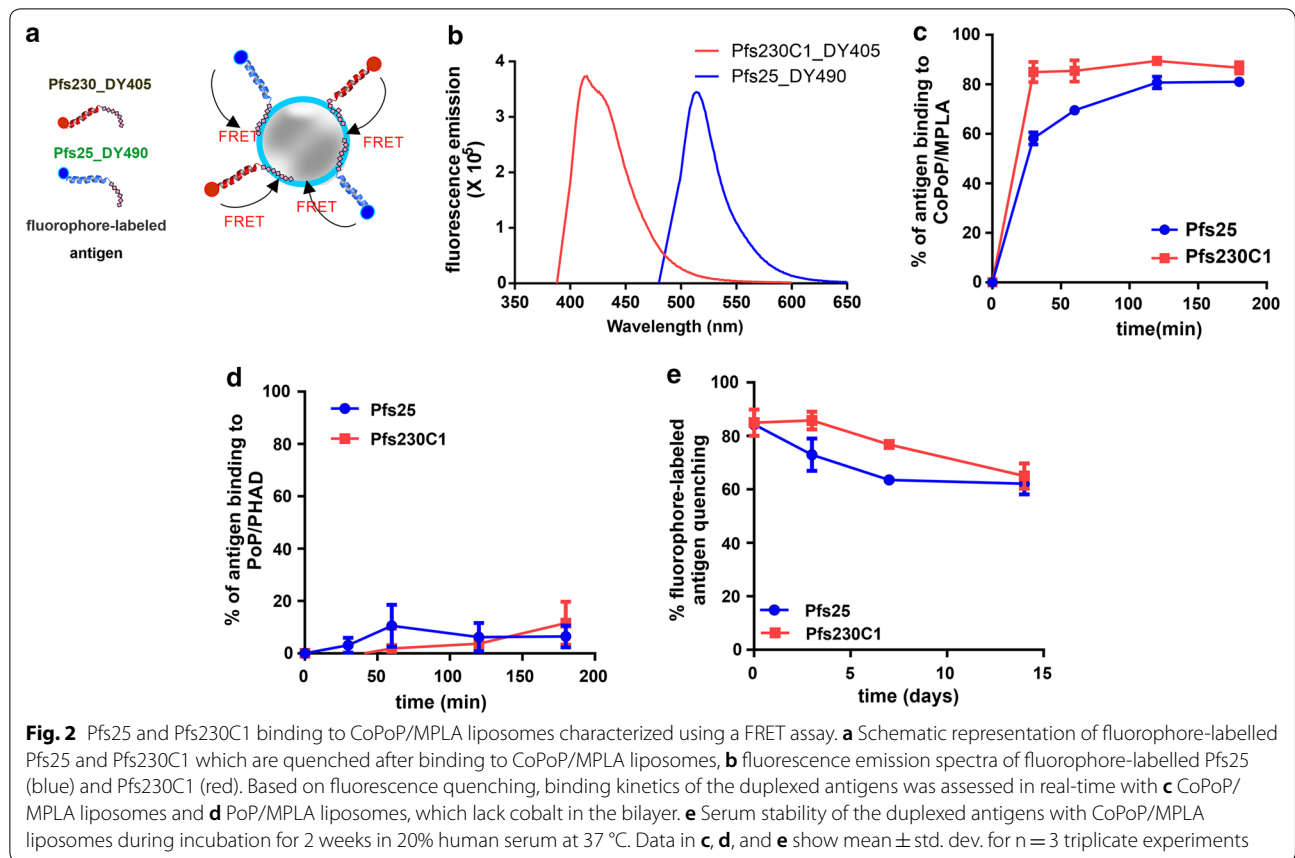 a
Pfs230_DY405
Pfs25_DY490
fluorophore-labeled
antigen
FRET
FRET
FRET
FRET
b
Pfs230C1_DY405
Pfs25_DY490
fluorescence emission
(X 10⁵)
4
3
2
1
0
350
400
450
500
550
600
650
Wavelength (nm)
c
% of antigen binding to
CoPoP/MPLA
100
80
60
40
20
0
Pfs25
Pfs230C1
0
50
100
150
200
time(min)
d
% of antigen binding to
PoP/PHAD
100
80
60
40
20
0
Pfs25
Pfs230C1
0
50
100
150
200
time (min)
e
% fluorophore-labeled
antigen quenching
100
80
60
40
20
0
Pfs25
Pfs230C1
0
5
10
15
time (days)
Fig. 2 Pfs25 and Pfs230C1 binding to CoPoP/MPLA liposomes characterized using a FRET assay. a Schematic representation of fluorophore-labelled
Pfs25 and Pfs230C1 which are quenched after binding to CoPoP/MPLA liposomes, b fluorescence emission spectra of fluorophore-labelled Pfs25
(blue) and Pfs230C1 (red). Based on fluorescence quenching, binding kinetics of the duplexed antigens was assessed in real-time with c CoPoP/
MPLA liposomes and d PoP/MPLA liposomes, which lack cobalt in the bilayer. e Serum stability of the duplexed antigens with CoPoP/MPLA
liposomes during incubation for 2 weeks in 20% human serum at 37 °C. Data in c, d, and e show mean ± std. dev. for n = 3 triplicate experiments